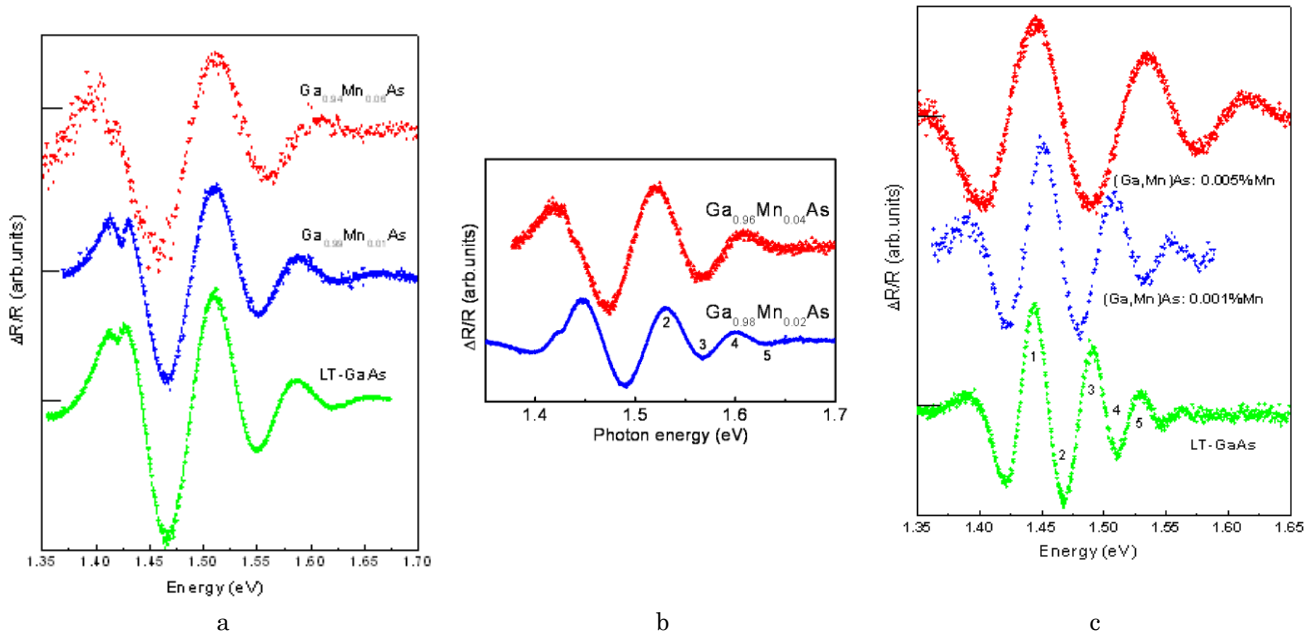 ΔR/R (arb.units)
Ga0.94Mn0.06As
Ga0.99Mn0.01As
LT-GaAs
1.35 1.40 1.45 1.50 1.55 1.60 1.65 1.70
Energy (eV)
a
ΔR/R (arb.units)
Ga0.96Mn0.04As
Ga0.98Mn0.02As
2
3
4
5
1.4 1.5 1.6 1.7
Photon energy (eV)
b
ΔR/R (arb.units)
(Ga,Mn)As: 0.005%Mn
(Ga,Mn)As: 0.001%Mn
1
2
3
4
5
LT-GaAs
1.35 1.40 1.45 1.50 1.55 1.60 1.65
Energy (eV)
c